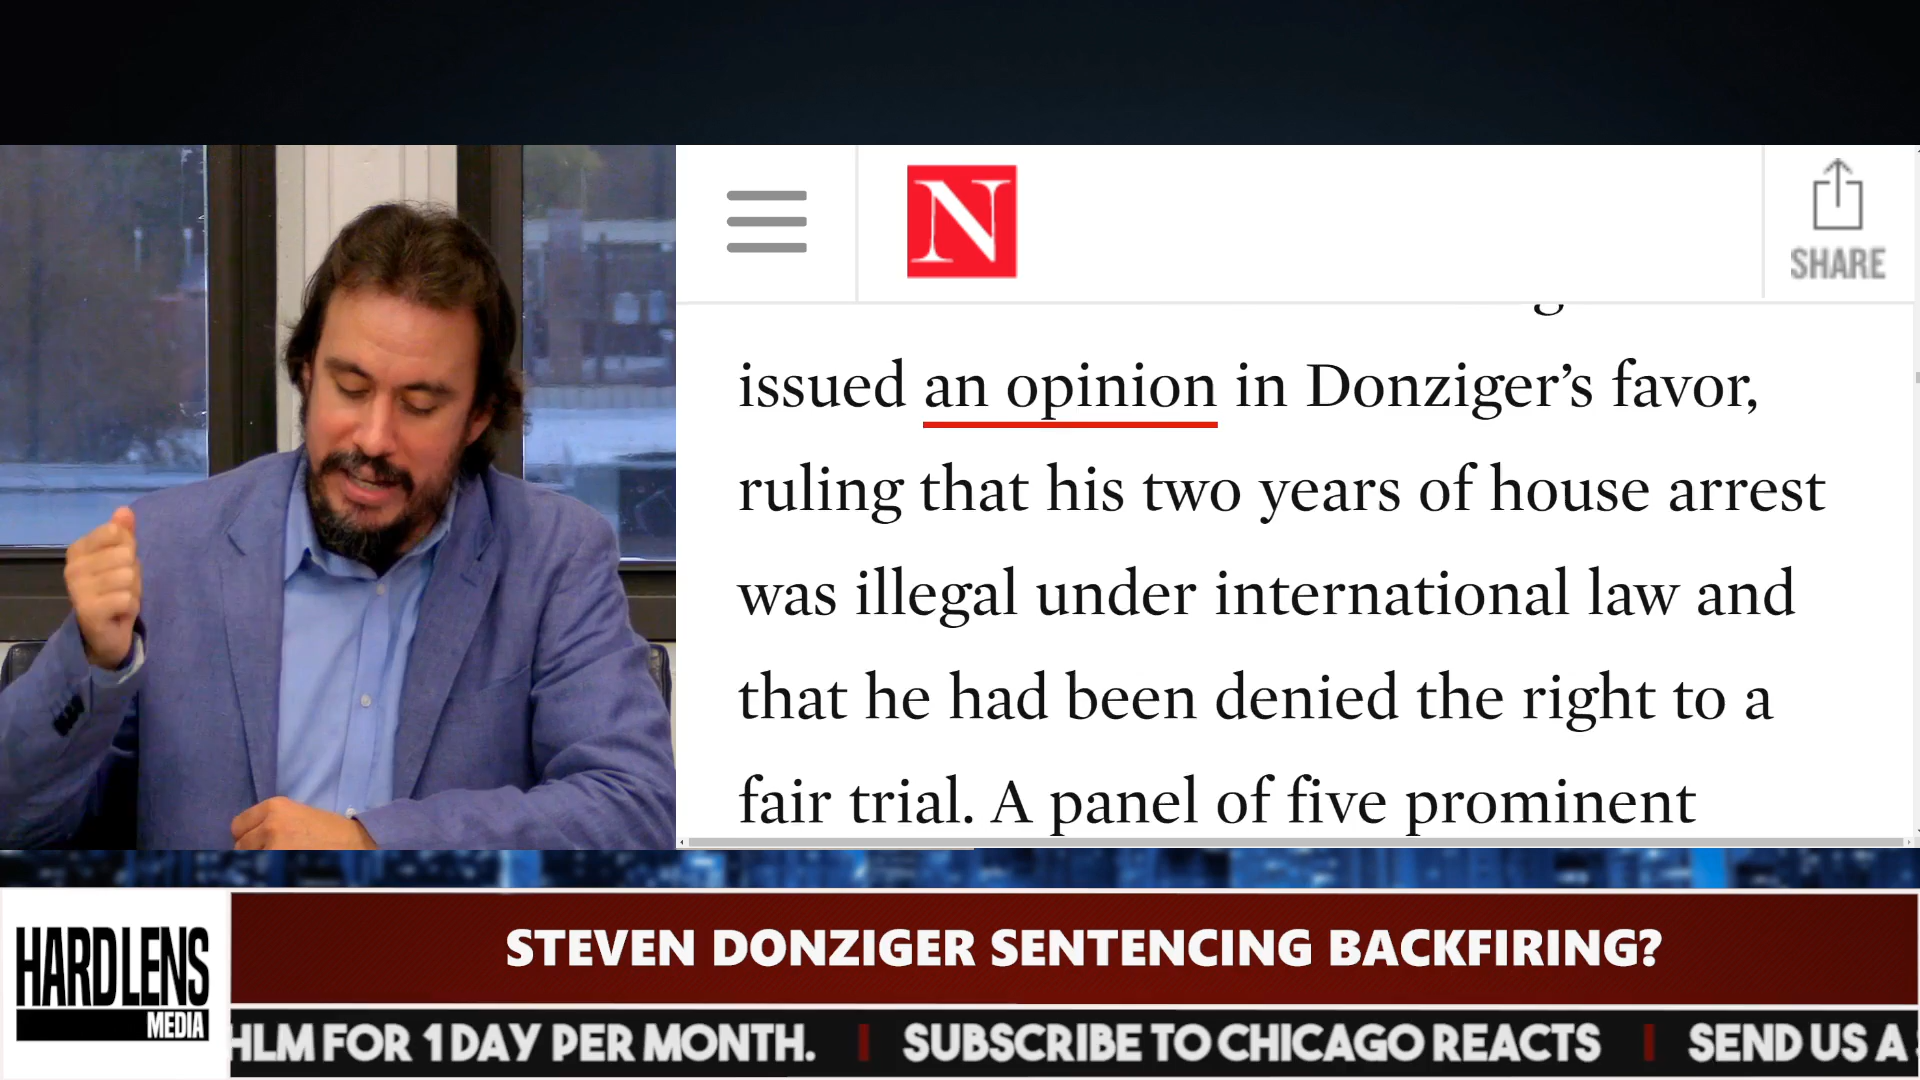 N
SHARE
issued an opinion in Donziger’s favor,
ruling that his two years of house arrest
was illegal under international law and
that he had been denied the right to a
fair trial. A panel of five prominent
STEVEN DONZIGER SENTENCING BACKFIRING?
HARD LENS
MEDIA
HLM FOR 1 DAY PER MONTH. | SUBSCRIBE TO CHICAGO REACTS | SEND US A